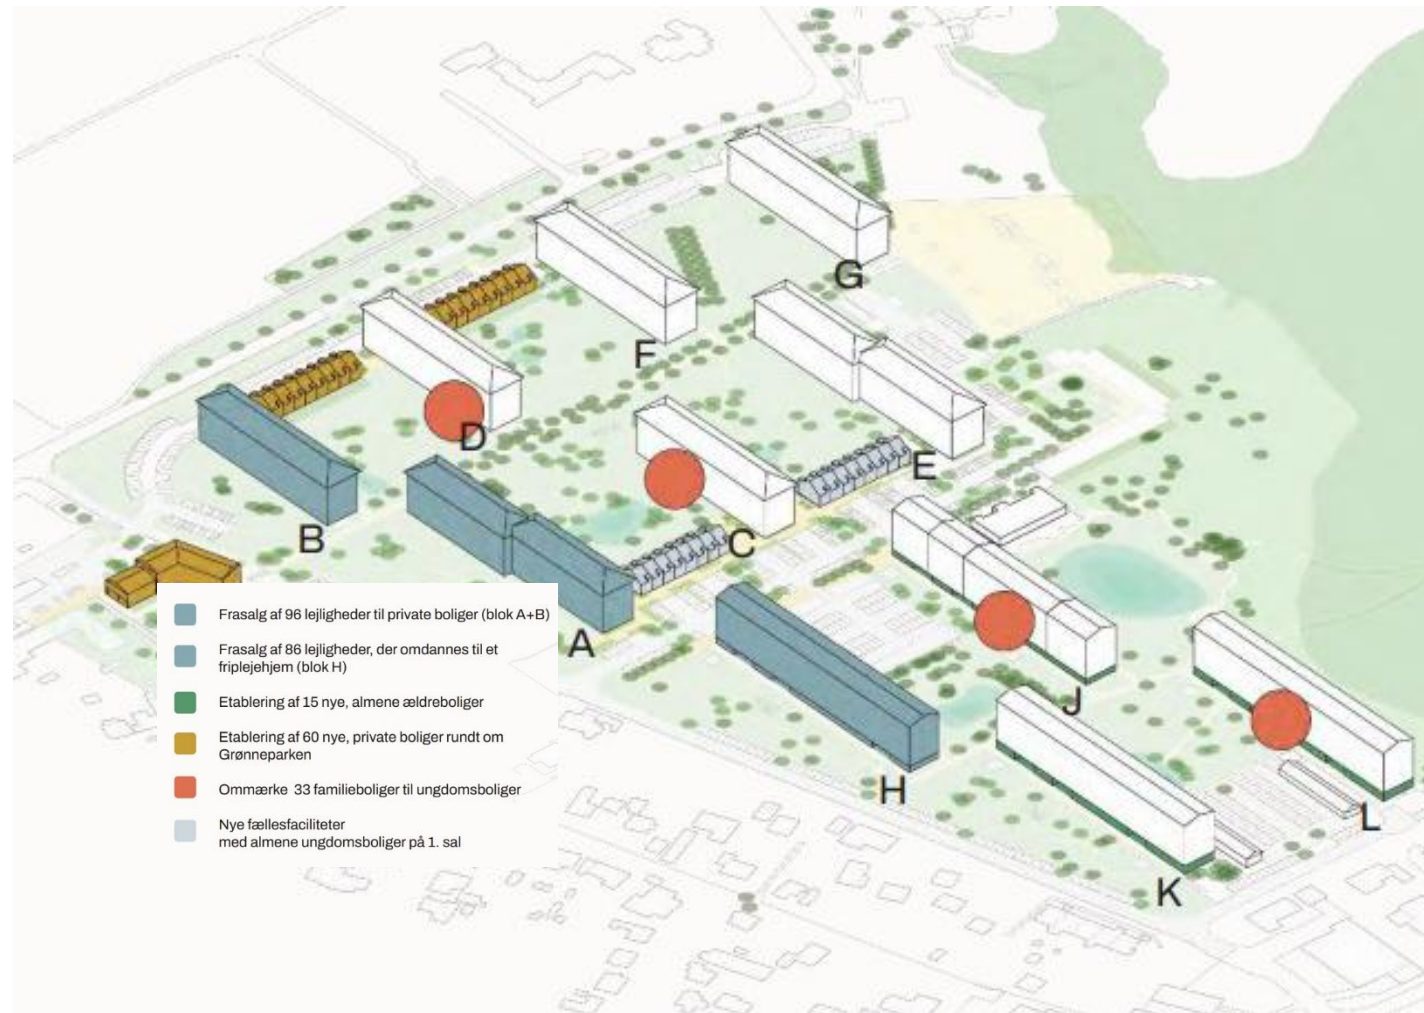 G
F
D
E
B
C
A
J
H
L
K
Frasalg af 96 lejligheder til private boliger (blok A+B)
Frasalg af 86 lejligheder, der omdannes til et
friplejehjem (blok H)
Etablering af 15 nye, almene ældreboliger
Etablering af 60 nye, private boliger rundt om
Grønneparken
Ommærke  33 familieboliger til ungdomsboliger
Nye fællesfaciliteter
med almene ungdomsboliger på 1. sal